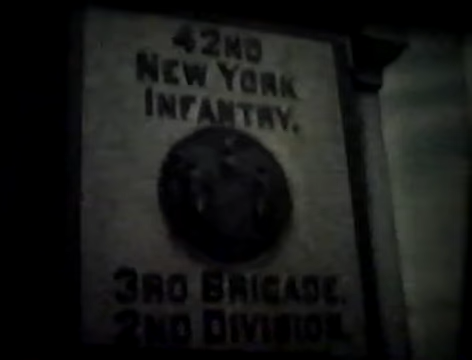 42ND
NEW YORK
INFANTRY,
3RD BRIGADE.
2ND DIVISION.